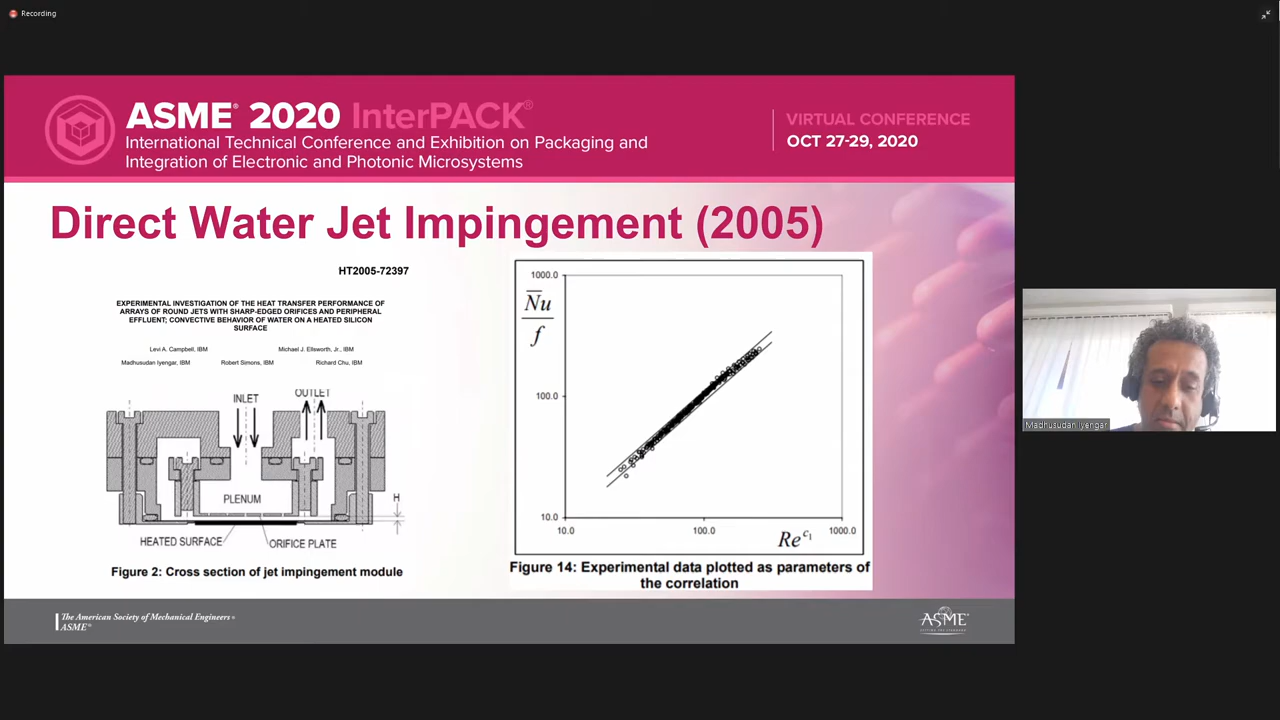 Recording
ASME® 2020 InterPACK®
International Technical Conference and Exhibition on Packaging and
Integration of Electronic and Photonic Microsystems
VIRTUAL CONFERENCE
OCT 27-29, 2020
Direct Water Jet Impingement (2005)
HT2005-72397
EXPERIMENTAL INVESTIGATION OF THE HEAT TRANSFER PERFORMANCE OF
ARRAYS OF ROUND JETS WITH SHARP-EDGED ORIFICES AND PERIPHERAL
EFFLUENT; CONVECTIVE BEHAVIOR OF WATER ON A HEATED SILICON
SURFACE
Levi A. Campbell, IBM Michael J. Ellsworth, Jr., IBM
Madhusudan Iyengar, IBM Robert Simons, IBM Richard Chu, IBM
INLET OUTLET
PLENUM
H
HEATED SURFACE ORIFICE PLATE
Figure 2: Cross section of jet impingement module
1000.0
Nu
f
100.0
10.0
10.0 100.0 1000.0
Re c1
Figure 14: Experimental data plotted as parameters of
the correlation
The American Society of Mechanical Engineers®
ASME®
ASME
Madhusudan Iyengar